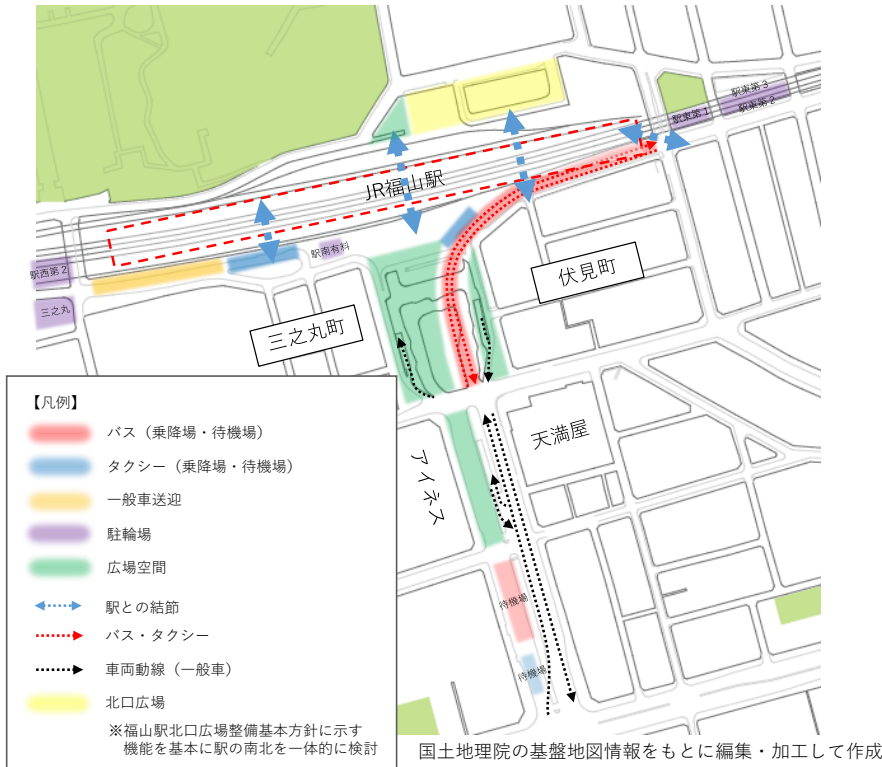 駅東第３
駅東第１
駅東第２
JR福山駅
駅南有料
駅西第２
三之丸
伏見町
三之丸町
天満屋
アイネス
待機場
待機場
【凡例】
バス（乗降場・待機場）
タクシー（乗降場・待機場）
一般車送迎
駐輪場
広場空間
駅との結節
バス・タクシー
車両動線（一般車）
北口広場
※福山駅北口広場整備基本方針に示す
機能を基本に駅の南北を一体的に検討
国土地理院の基盤地図情報をもとに編集・加工して作成